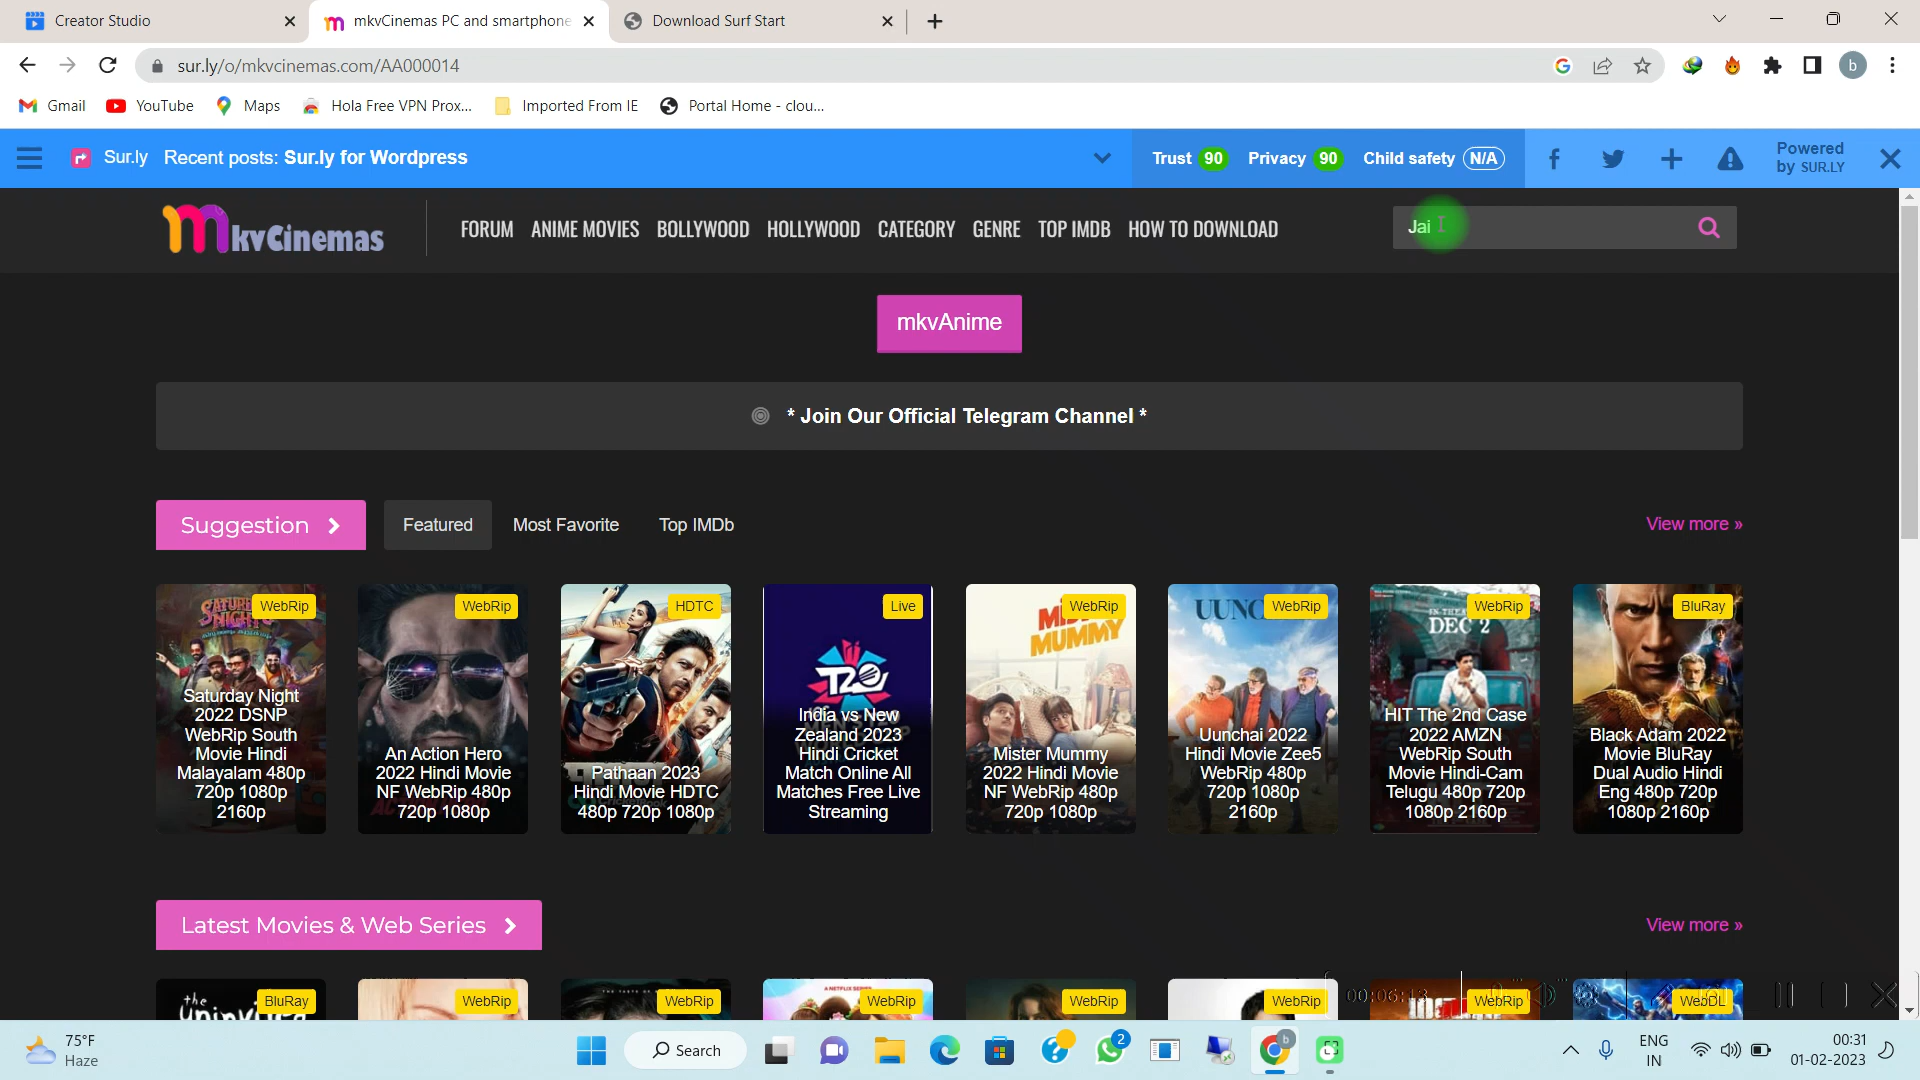 Creator Studio
mkvCinemas PC and smartphone
Download Surf Start
sur.ly/o/mkvcinemas.com/AA000014
b
Gmail
YouTube
Maps
Hola Free VPN Prox...
Imported From IE
Portal Home - clou...
Sur.ly
Recent posts: Sur.ly for Wordpress
Trust 90
Privacy 90
Child safety N/A
Powered
by SUR.LY
mkvCinemas
FORUM
ANIME MOVIES
BOLLYWOOD
HOLLYWOOD
CATEGORY
GENRE
TOP IMDB
HOW TO DOWNLOAD
Jai
mkvAnime
* Join Our Official Telegram Channel *
Suggestion
Featured
Most Favorite
Top IMDb
View more »
WebRip
Saturday Night
2022 DSNP
WebRip South
Movie Hindi
Malayalam 480p
720p 1080p
2160p
WebRip
An Action Hero
2022 Hindi Movie
NF WebRip 480p
720p 1080p
HDTC
Pathaan 2023
Hindi Movie HDTC
480p 720p 1080p
Live
T20
India vs New
Zealand 2023
Hindi Cricket
Match Online All
Matches Free Live
Streaming
WebRip
MUMMY
Mister Mummy
2022 Hindi Movie
NF WebRip 480p
720p 1080p
WebRip
Uunchai 2022
Hindi Movie Zee5
WebRip 480p
720p 1080p
2160p
WebRip
DEC 2
HIT The 2nd Case
2022 AMZN
WebRip South
Movie Hindi-Cam
Telugu 480p 720p
1080p 2160p
BluRay
Black Adam 2022
Movie BluRay
Dual Audio Hindi
Eng 480p 720p
1080p 2160p
Latest Movies & Web Series
View more »
the
BluRay
WebRip
WebRip
WebRip
WebRip
WebRip
WebRip
WebDL
75°F
Haze
Search
2
ENG
IN
00:31
01-02-2023